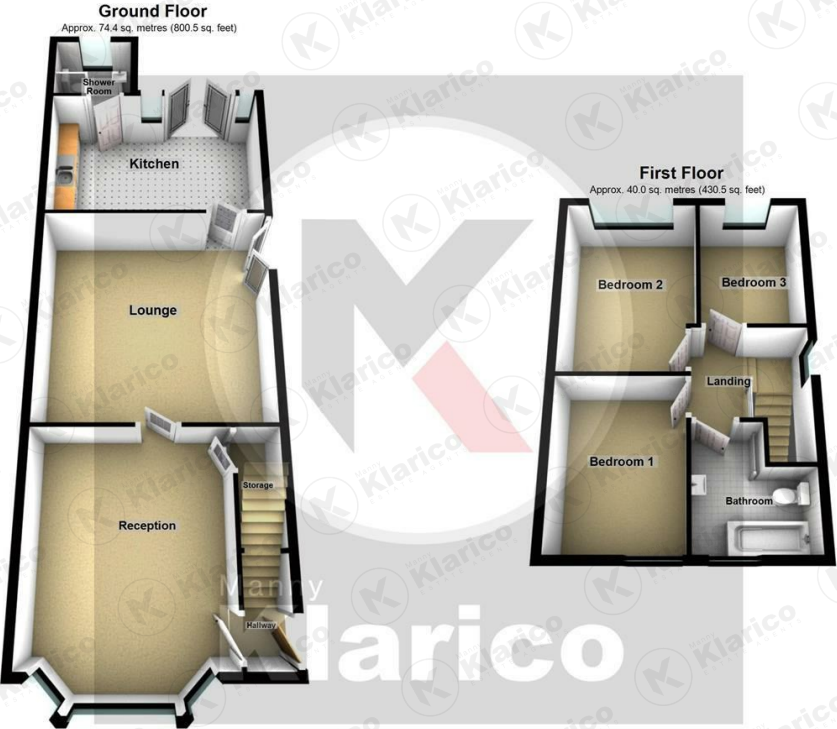 Ground Floor
Approx. 74.4 sq. metres (800.5 sq. feet)
Shower
Room
Kitchen
Lounge
Reception
Storage
Hallway
First Floor
Approx. 40.0 sq. metres (430.5 sq. feet)
Bedroom 2
Bedroom 3
Landing
Bedroom 1
Bathroom
Manny
Klarico